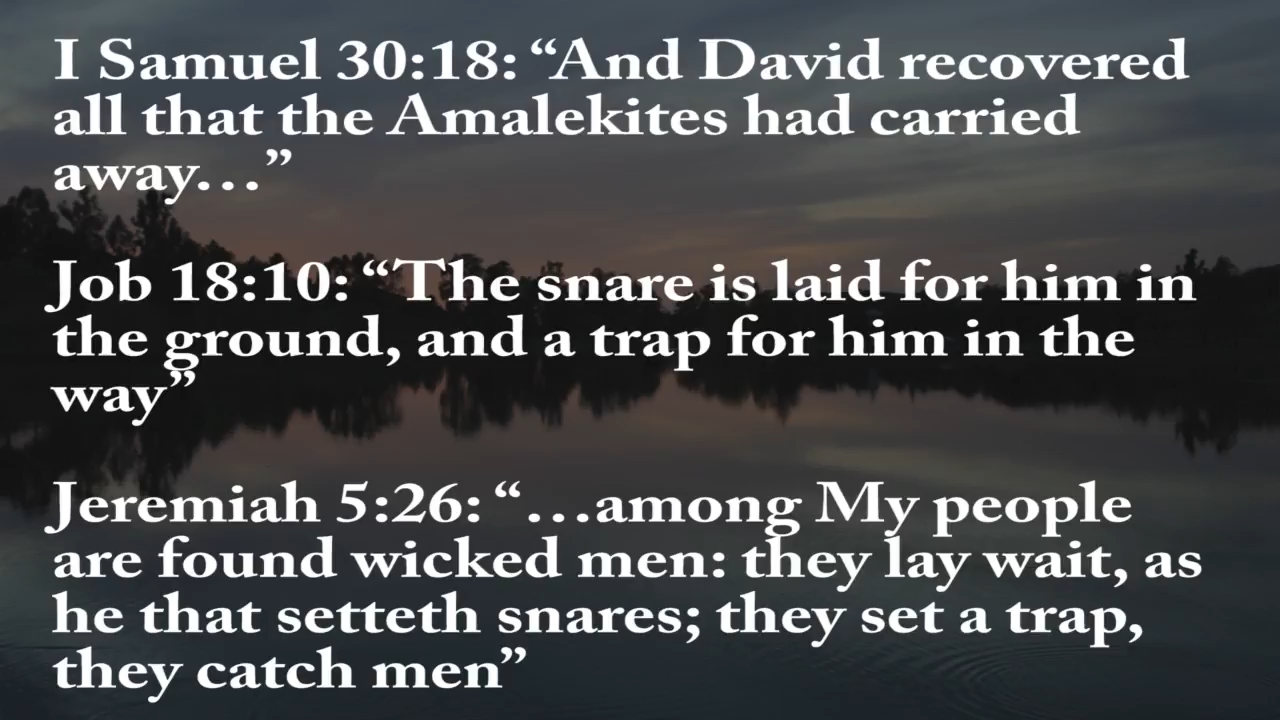 I Samuel 30:18: “And David recovered
all that the Amalekites had carried
away…”
Job 18:10: “The snare is laid for him in
the ground, and a trap for him in the
way”
Jeremiah 5:26: “…among My people
are found wicked men: they lay wait, as
he that setteth snares; they set a trap,
they catch men”